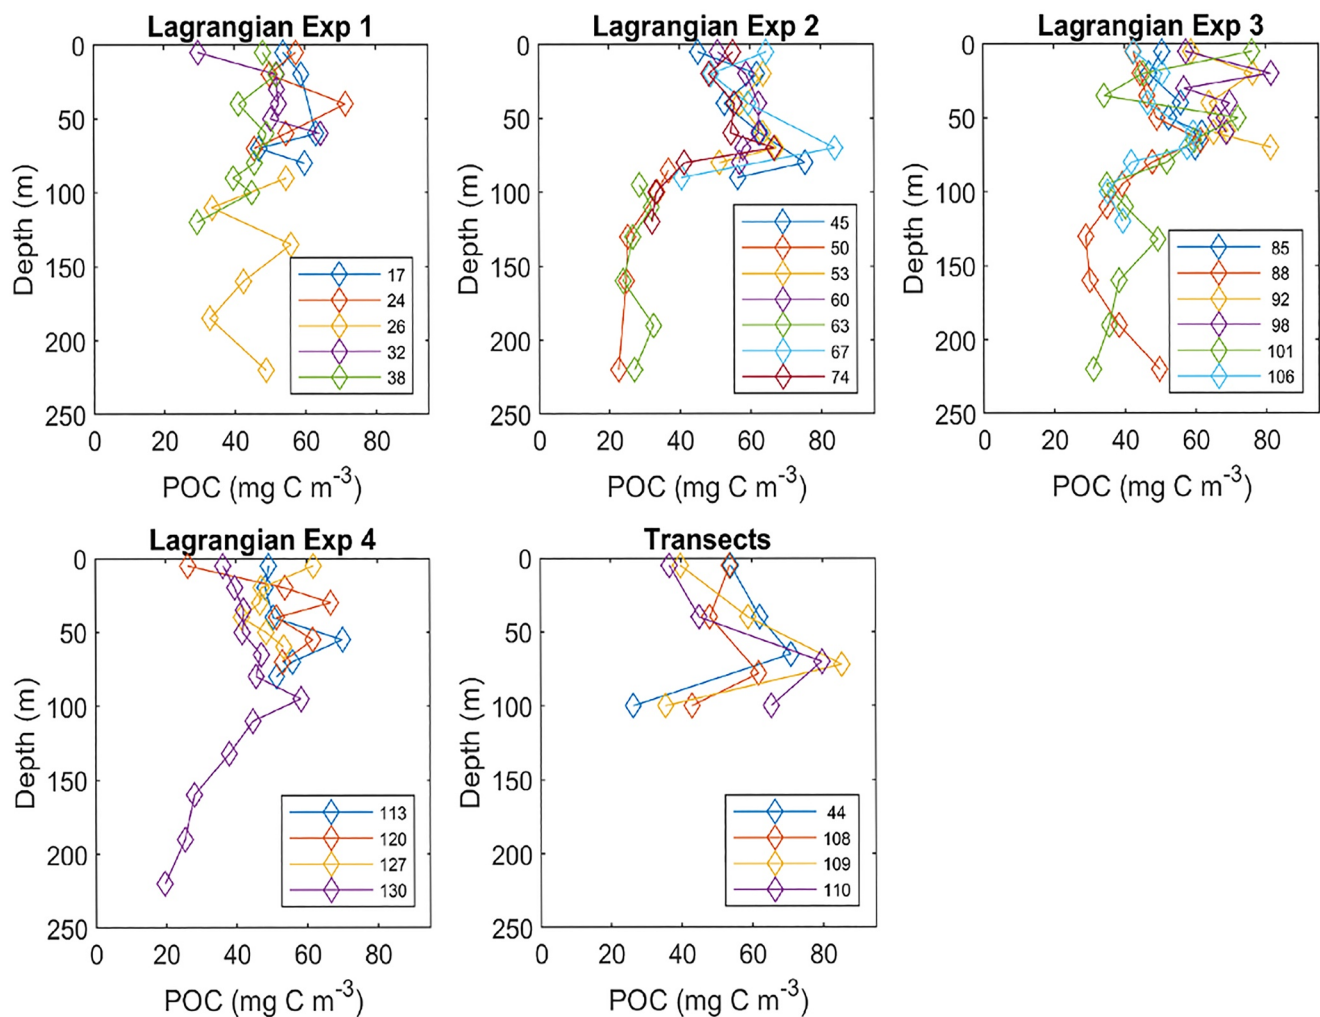 Lagrangian Exp 1
0
50
100
150
200
250
Depth (m)
0 20 40 60 80
POC (mg C m-3)
17
24
26
32
38
Lagrangian Exp 2
0
50
100
150
200
250
Depth (m)
0 20 40 60 80
POC (mg C m-3)
45
50
53
60
63
67
74
Lagrangian Exp 3
0
50
100
150
200
250
Depth (m)
0 20 40 60 80
POC (mg C m-3)
85
88
92
98
101
106
Lagrangian Exp 4
0
50
100
150
200
250
Depth (m)
0 20 40 60 80
POC (mg C m-3)
113
120
127
130
Transects
0
50
100
150
200
250
Depth (m)
0 20 40 60 80
POC (mg C m-3)
44
108
109
110